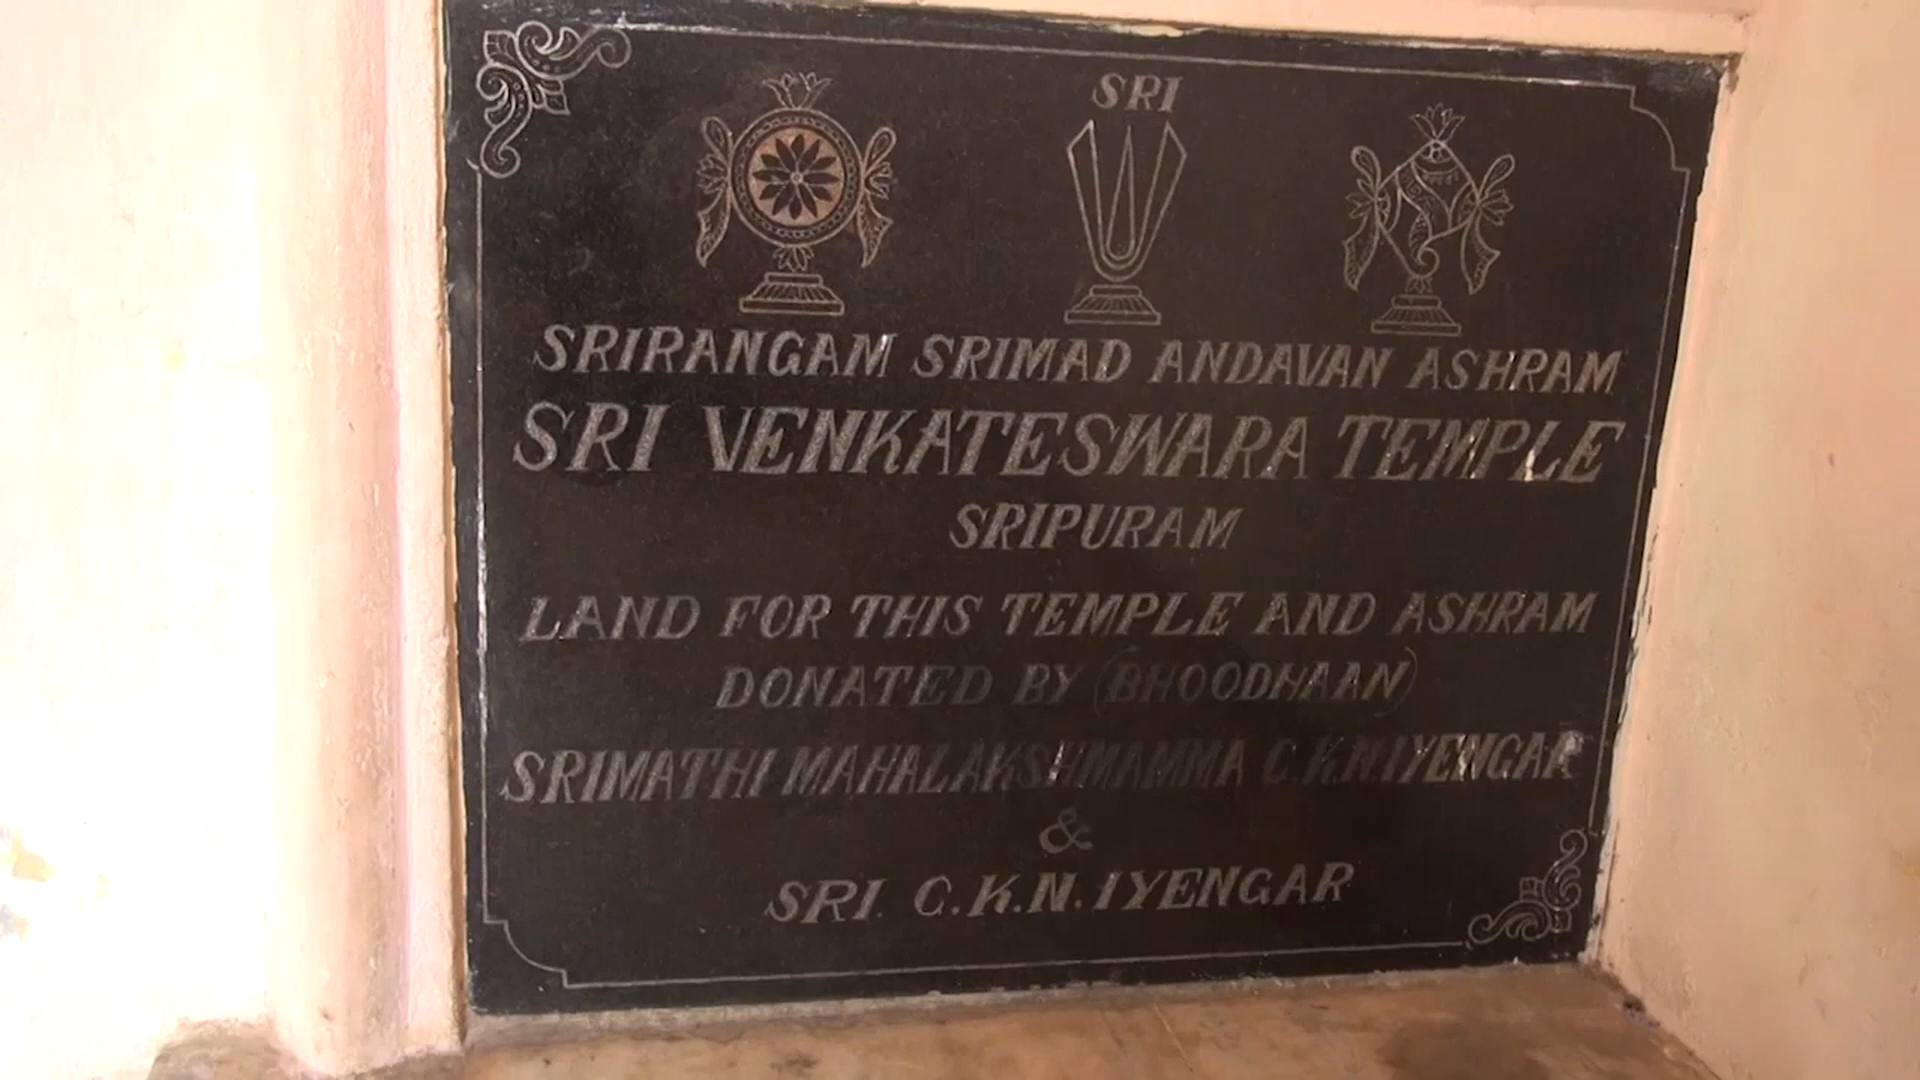 SRI
SRIRANGAM SRIMAD ANDAVAN ASHRAM
SRI VENKATESWARA TEMPLE
SRIPURAM
LAND FOR THIS TEMPLE AND ASHRAM
DONATED BY (BHOODHAAN)
SRIMATHI MAHALAKSHMAMMA C.K.N.IYENGAR
&
SRI. C.K.N.IYENGAR